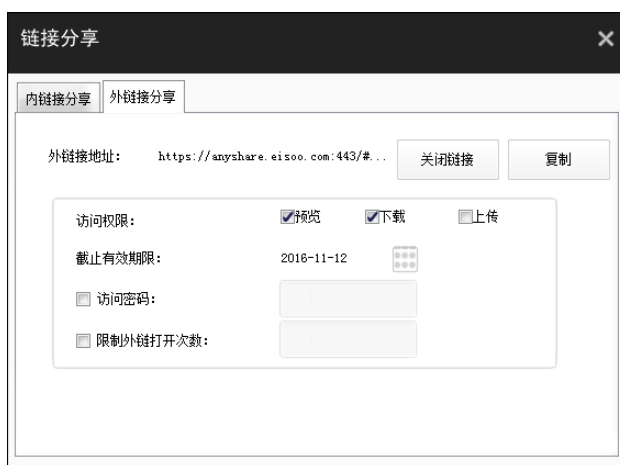 链接分享
内链接分享 外链接分享
外链接地址： https://anyshare.eisoo.com:443/#... 关闭链接 复制
访问权限： 预览 下载 上传
截止有效期限： 2016-11-12
访问密码：
限制外链打开次数：